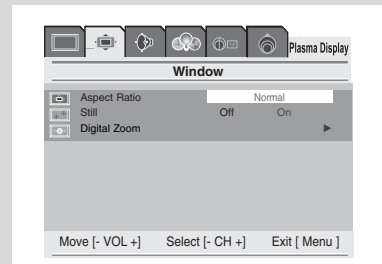 Plasma Display
Window
Aspect Ratio Normal
Still Off On
Digital Zoom
Move [- VOL +] Select [- CH +] Exit [ Menu ]